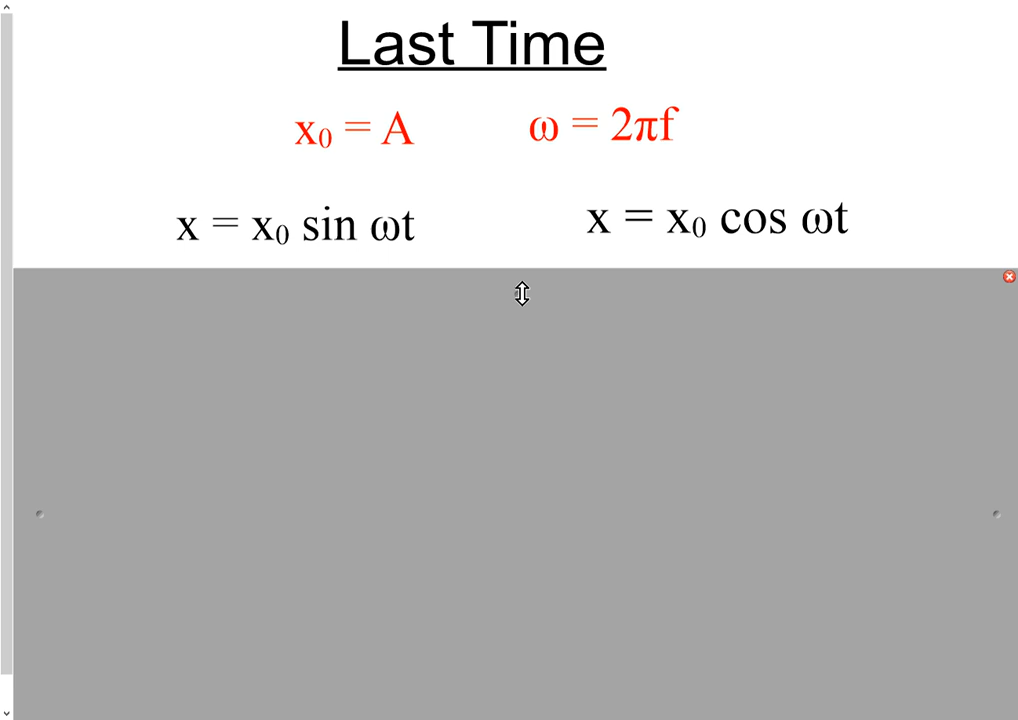 Last Time
x₀ = A ω = 2πf
x = x₀ sin ωt x = x₀ cos ωt